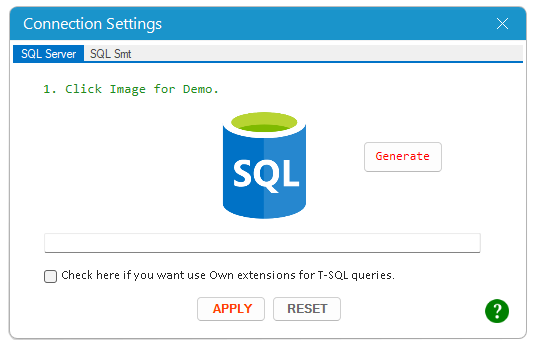 Connection Settings
SQL Server SQL Smt
1. Click Image for Demo.
SQL
Generate
Check here if you want use Own extensions for T-SQL queries.
APPLY RESET
?